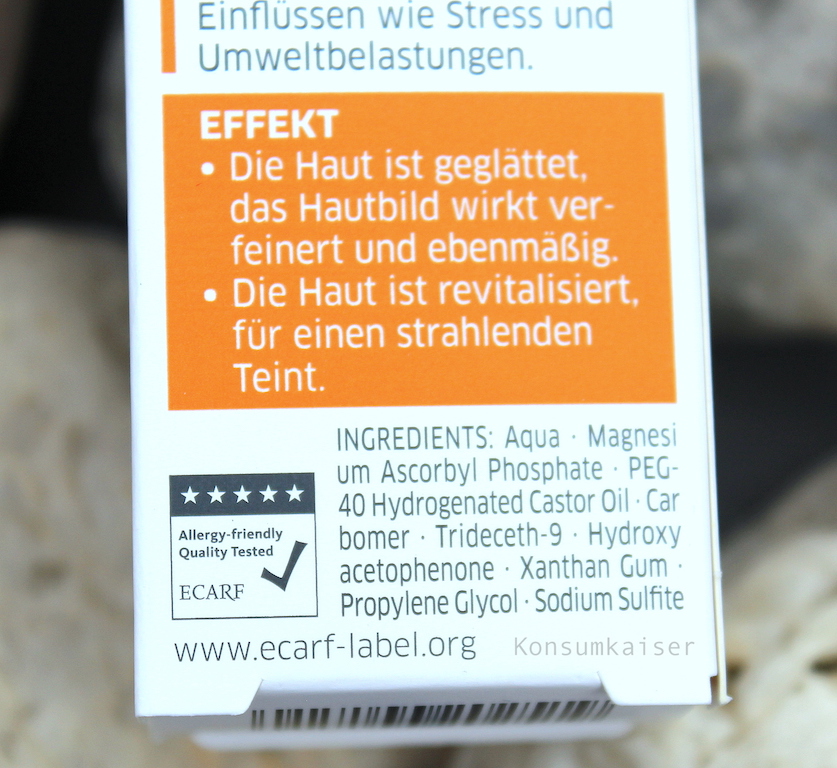 Einflüssen wie Stress und
Umweltbelastungen.
EFFEKT
• Die Haut ist geglättet,
das Hautbild wirkt ver-
feinert und ebenmäßig.
• Die Haut ist revitalisiert,
für einen strahlenden
Teint.
INGREDIENTS: Aqua · Magnesi
um Ascorbyl Phosphate · PEG-
40 Hydrogenated Castor Oil · Car
bomer · Trideceth-9 · Hydroxy
acetophenone · Xanthan Gum ·
Propylene Glycol · Sodium Sulfite
Allergy-friendly
Quality Tested
ECARF
www.ecarf-label.org
Konsumkaiser